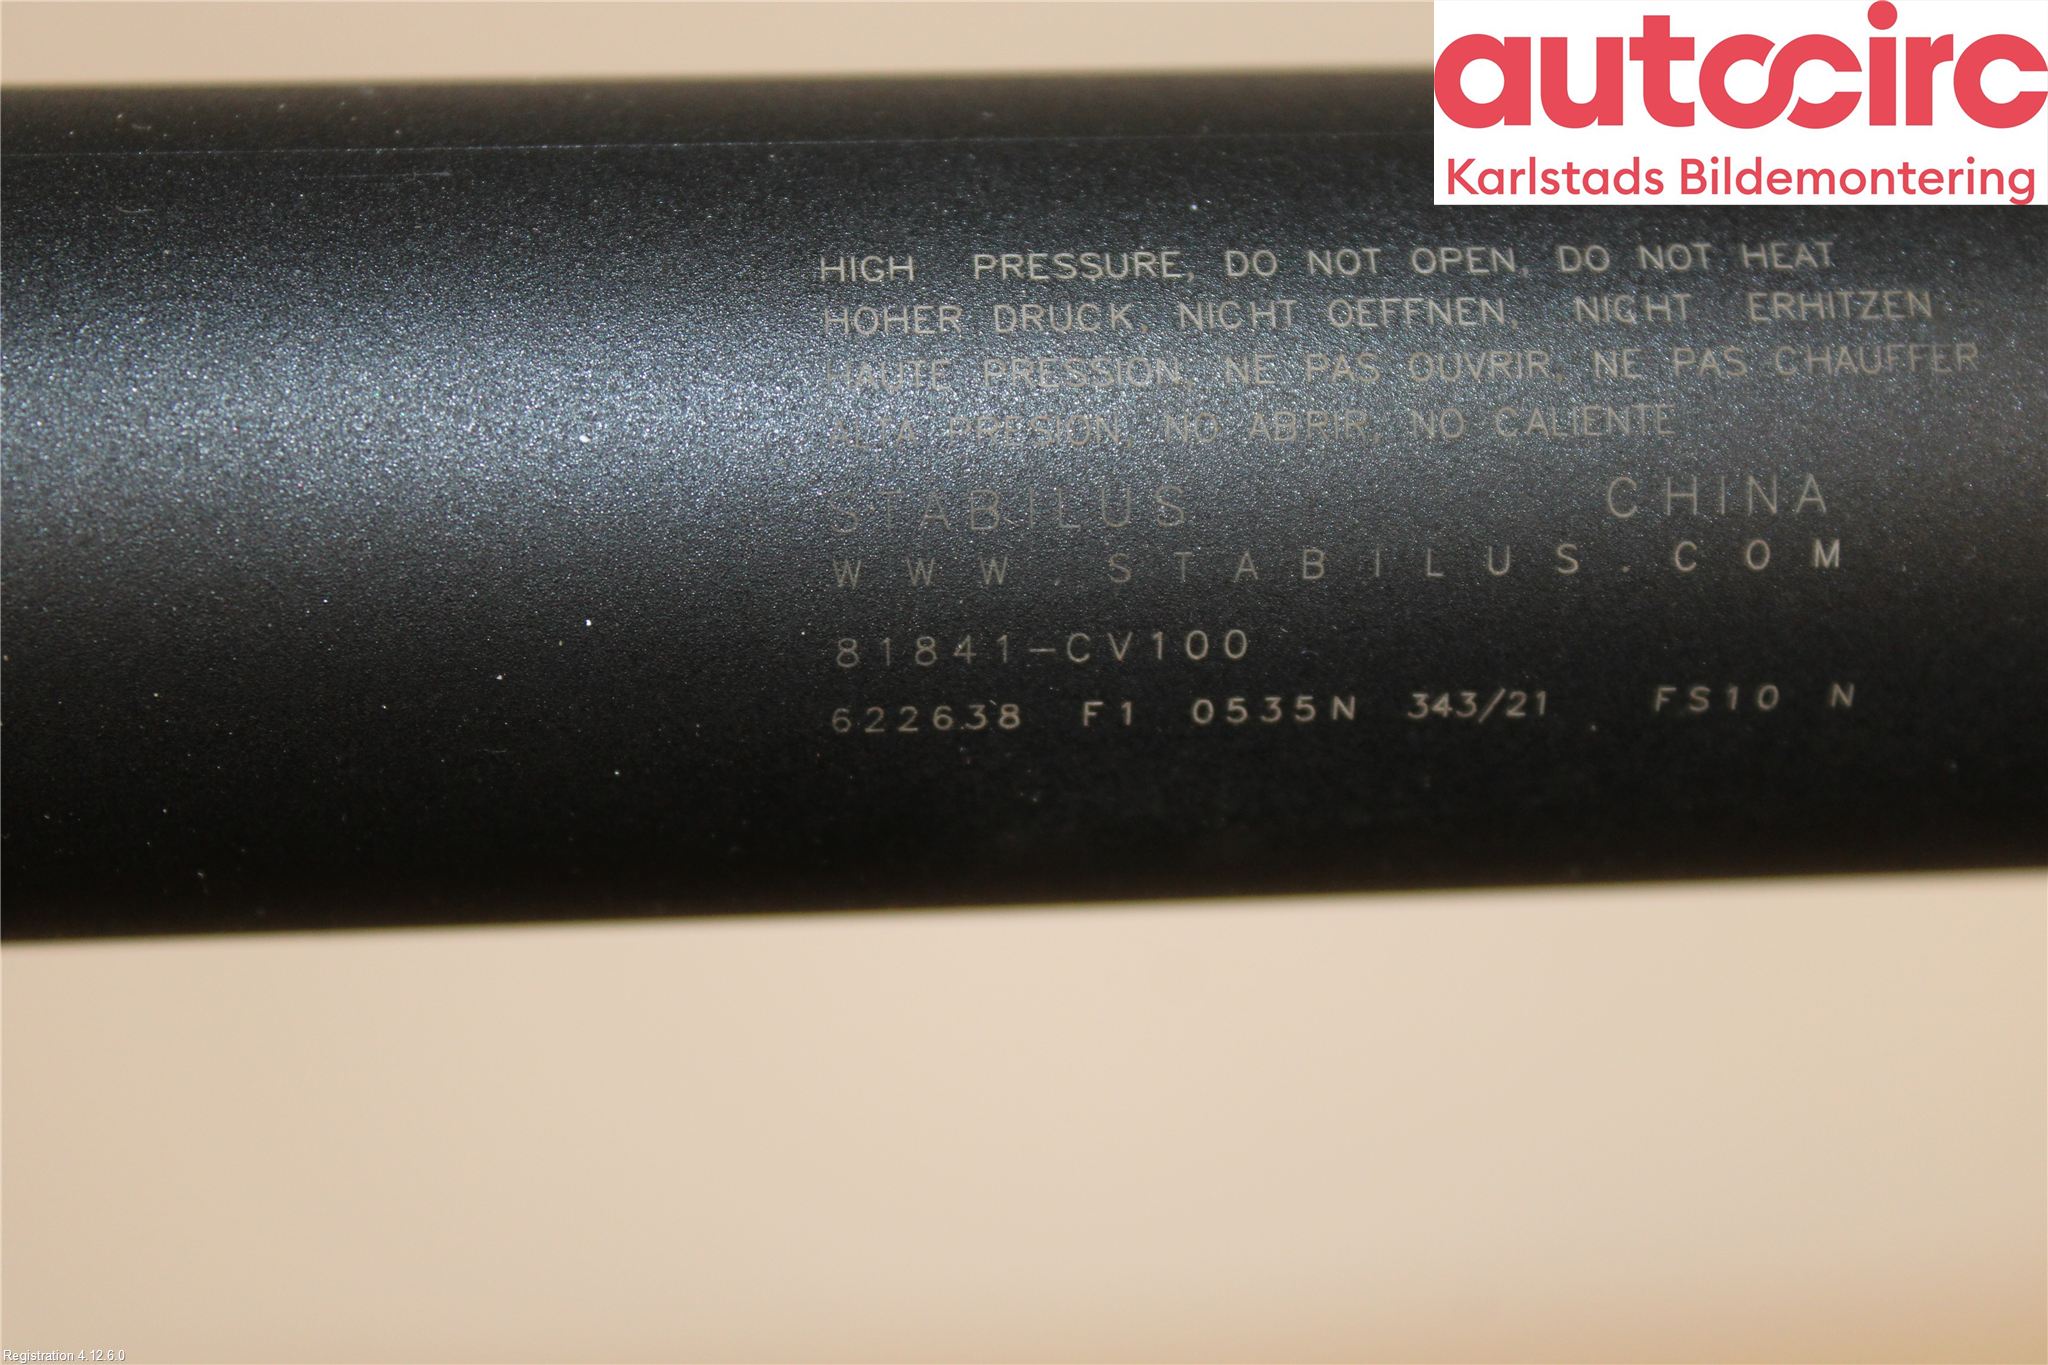 autocirc
Karlstads Bildemontering
HIGH PRESSURE, DO NOT OPEN, DO NOT HEAT
HOHER DRUCK, NICHT OEFFNEN, NICHT ERHITZEN
HAUTE PRESSION, NE PAS OUVRIR, NE PAS CHAUFFER
ALTA PRESION, NO ABRIR, NO CALIENTE
STABILUS CHINA
WWW.STABILUS.COM
81841-CV100
622638 F1 0535N 343/21 FS10 N
Registration 4.12.6.0